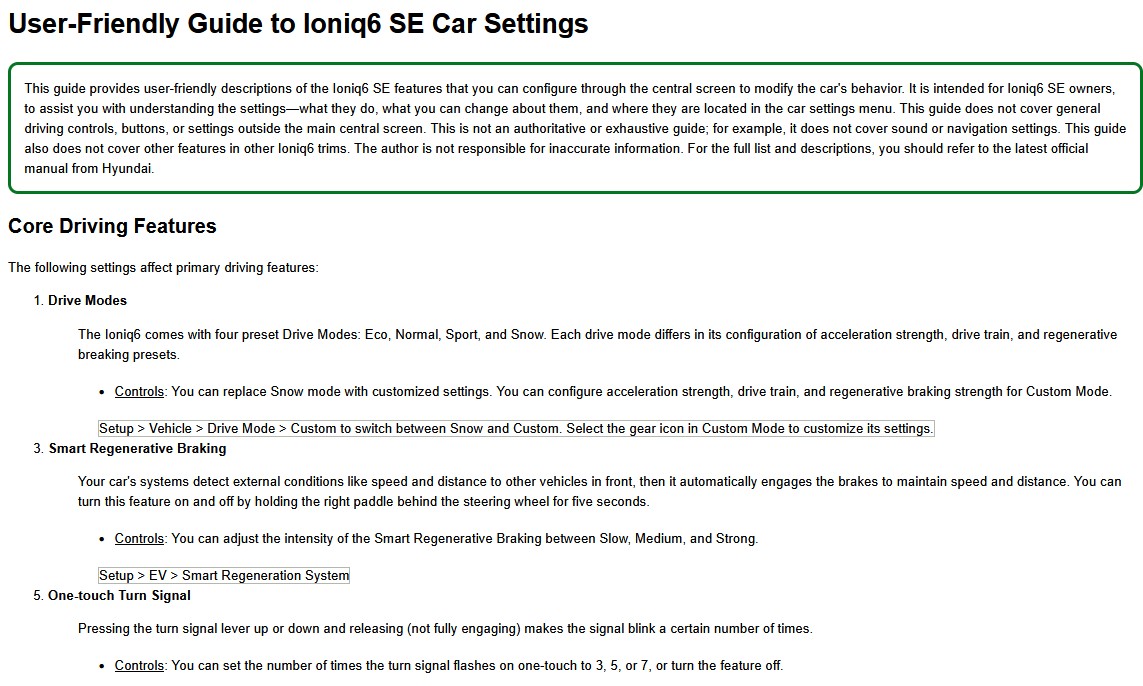 User-Friendly Guide to Ioniq6 SE Car Settings
This guide provides user-friendly descriptions of the Ioniq6 SE features that you can configure through the central screen to modify the car's behavior. It is intended for Ioniq6 SE owners,
to assist you with understanding the settings—what they do, what you can change about them, and where they are located in the car settings menu. This guide does not cover general
driving controls, buttons, or settings outside the main central screen. This is not an authoritative or exhaustive guide; for example, it does not cover sound or navigation settings. This guide
also does not cover other features in other Ioniq6 trims. The author is not responsible for inaccurate information. For the full list and descriptions, you should refer to the latest official
manual from Hyundai.
Core Driving Features
The following settings affect primary driving features:
1. Drive Modes
The Ioniq6 comes with four preset Drive Modes: Eco, Normal, Sport, and Snow. Each drive mode differs in its configuration of acceleration strength, drive train, and regenerative
breaking presets.
• Controls: You can replace Snow mode with customized settings. You can configure acceleration strength, drive train, and regenerative braking strength for Custom Mode.
Setup > Vehicle > Drive Mode > Custom to switch between Snow and Custom. Select the gear icon in Custom Mode to customize its settings.
3. Smart Regenerative Braking
Your car's systems detect external conditions like speed and distance to other vehicles in front, then it automatically engages the brakes to maintain speed and distance. You can
turn this feature on and off by holding the right paddle behind the steering wheel for five seconds.
• Controls: You can adjust the intensity of the Smart Regenerative Braking between Slow, Medium, and Strong.
Setup > EV > Smart Regeneration System
5. One-touch Turn Signal
Pressing the turn signal lever up or down and releasing (not fully engaging) makes the signal blink a certain number of times.
• Controls: You can set the number of times the turn signal flashes on one-touch to 3, 5, or 7, or turn the feature off.